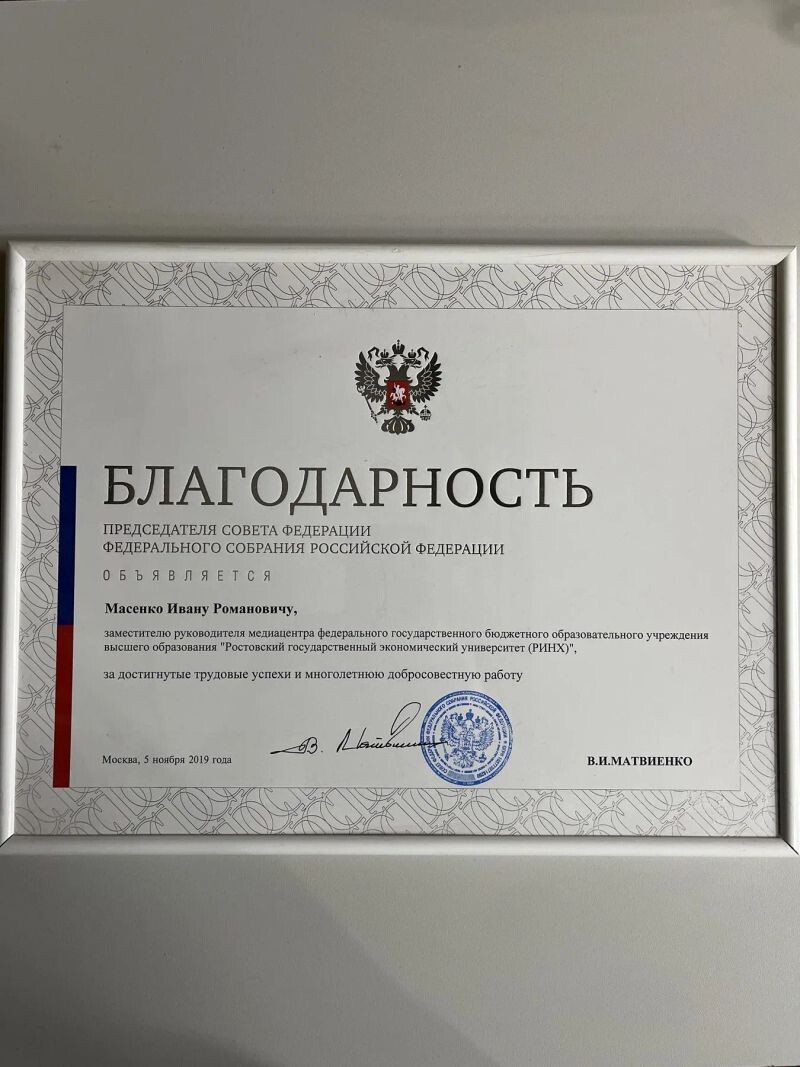 БЛАГОДАРНОСТЬ
ПРЕДСЕДАТЕЛЯ СОВЕТА ФЕДЕРАЦИИ
ФЕДЕРАЛЬНОГО СОБРАНИЯ РОССИЙСКОЙ ФЕДЕРАЦИИ
ОБЪЯВЛЯЕТСЯ
Масенко Ивану Романовичу,
заместителю руководителя медиацентра федерального государственного бюджетного образовательного учреждения
высшего образования "Ростовский государственный экономический университет (РИНХ)",
за достигнутые трудовые успехи и многолетнюю добросовестную работу
Москва, 5 ноября 2019 года
В.И.МАТВИЕНКО